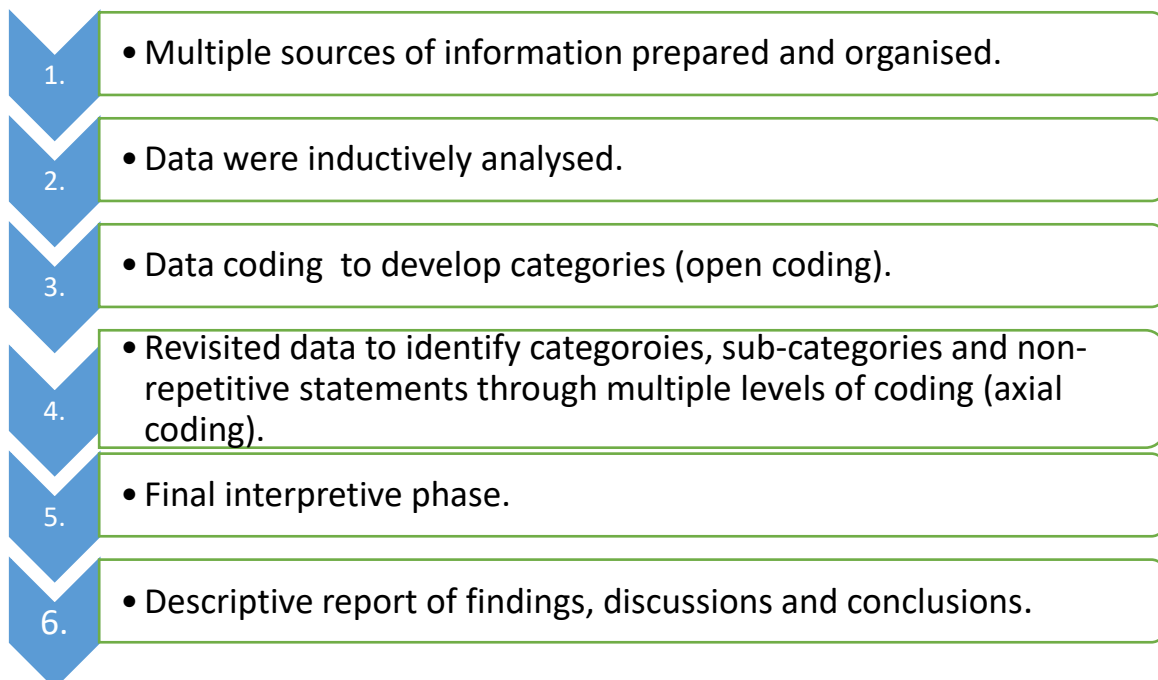 1.
• Multiple sources of information prepared and organised.
2.
• Data were inductively analysed.
3.
• Data coding  to develop categories (open coding).
4.
• Revisited data to identify categoroies, sub-categories and non-
repetitive statements through multiple levels of coding (axial
coding).
5.
• Final interpretive phase.
6.
• Descriptive report of findings, discussions and conclusions.